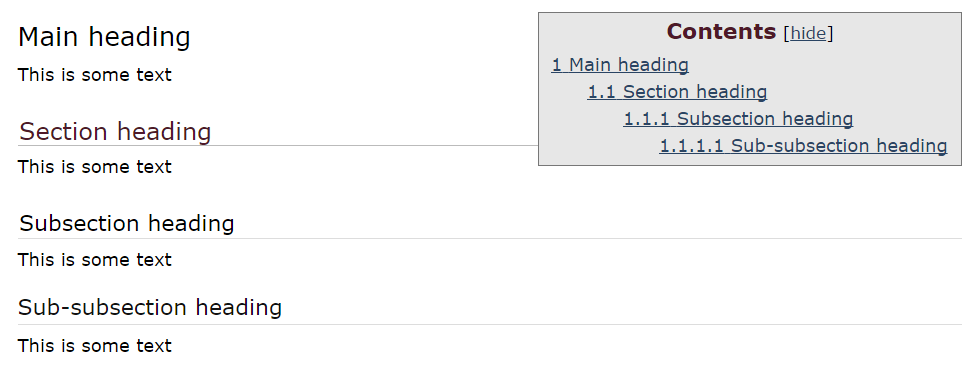 Main heading
This is some text
Section heading
This is some text
Subsection heading
This is some text
Sub-subsection heading
This is some text
Contents [hide]
1 Main heading
1.1 Section heading
1.1.1 Subsection heading
1.1.1.1 Sub-subsection heading